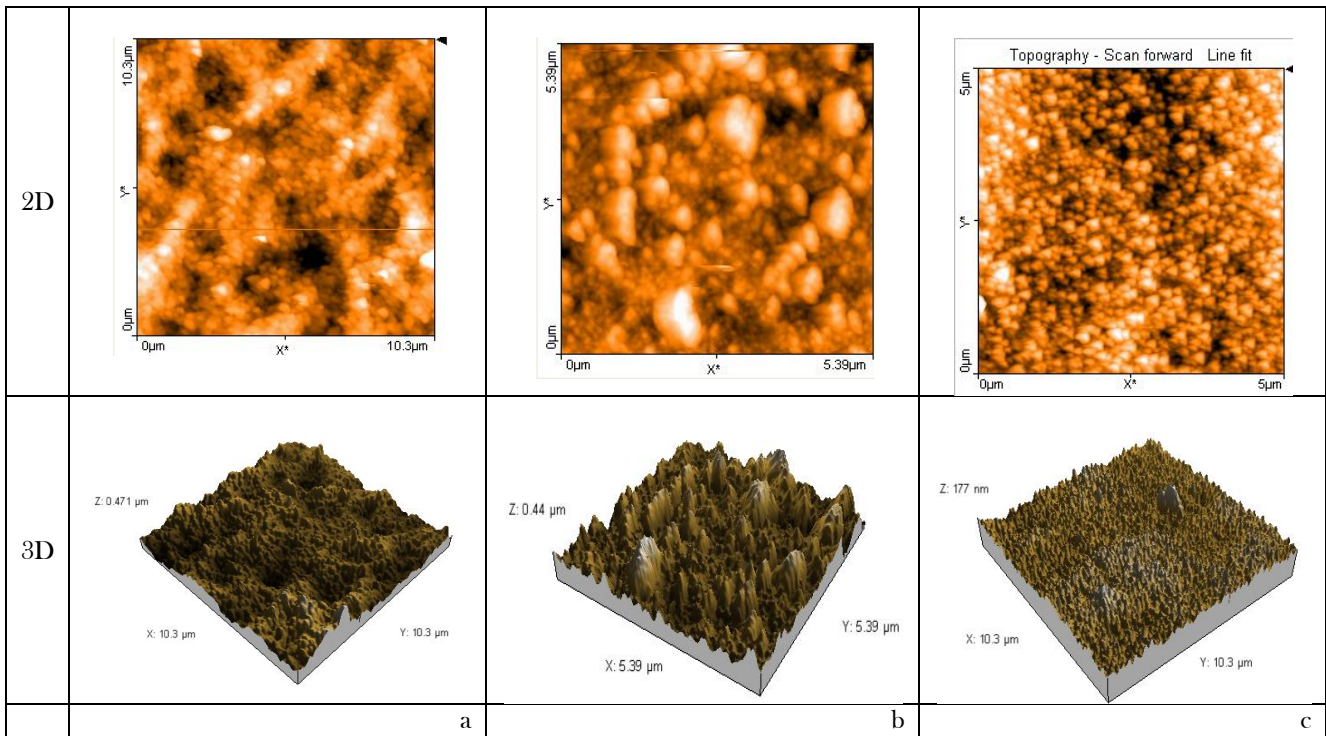 2D
10.3µm
Y*
0µm
0µm
X*
10.3µm
5.39µm
Y*
0µm
0µm
X*
5.39µm
Topography - Scan forward Line fit
5µm
Y*
0µm
0µm
X*
5µm
3D
Z: 0.471 µm
X: 10.3 µm
Y: 10.3 µm
Z: 0.44 µm
X: 5.39 µm
Y: 5.39 µm
Z: 177 nm
X: 10.3 µm
Y: 10.3 µm
a
b
c